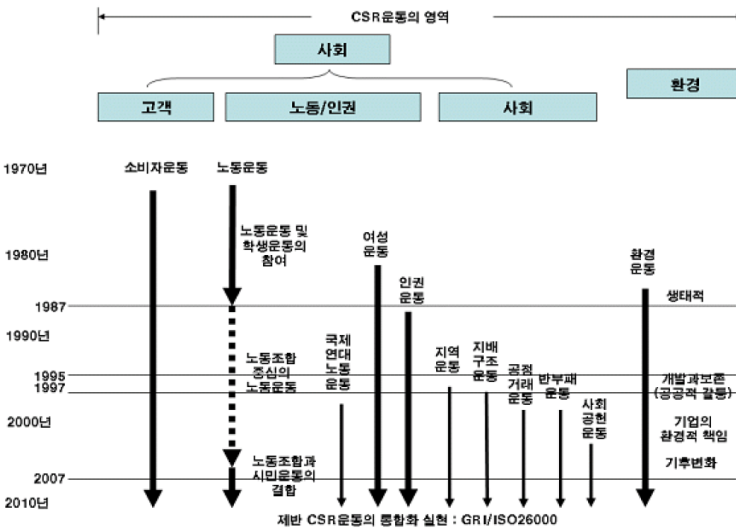 CSR운동의 영역
사회
고객
노동/인권
사회
환경
1970년
소비자운동
노동운동
노동운동 및
학생운동의
참여
여성
운동
1980년
환경
운동
인권
운동
생태적
1987
1990년
국제
연대
노동
운동
지역
운동
지배
구조
운동
노동조합
중심의
노동운동
공정
거래
운동
반부패
운동
1995
1997
개발과보존
(공공적 갈등)
사회
공헌
운동
2000년
기업의
환경적 책임
노동조합과
시민운동의
결합
기후변화
2007
2010년
제반 CSR운동의 통합화 실현 : GRI/ISO26000